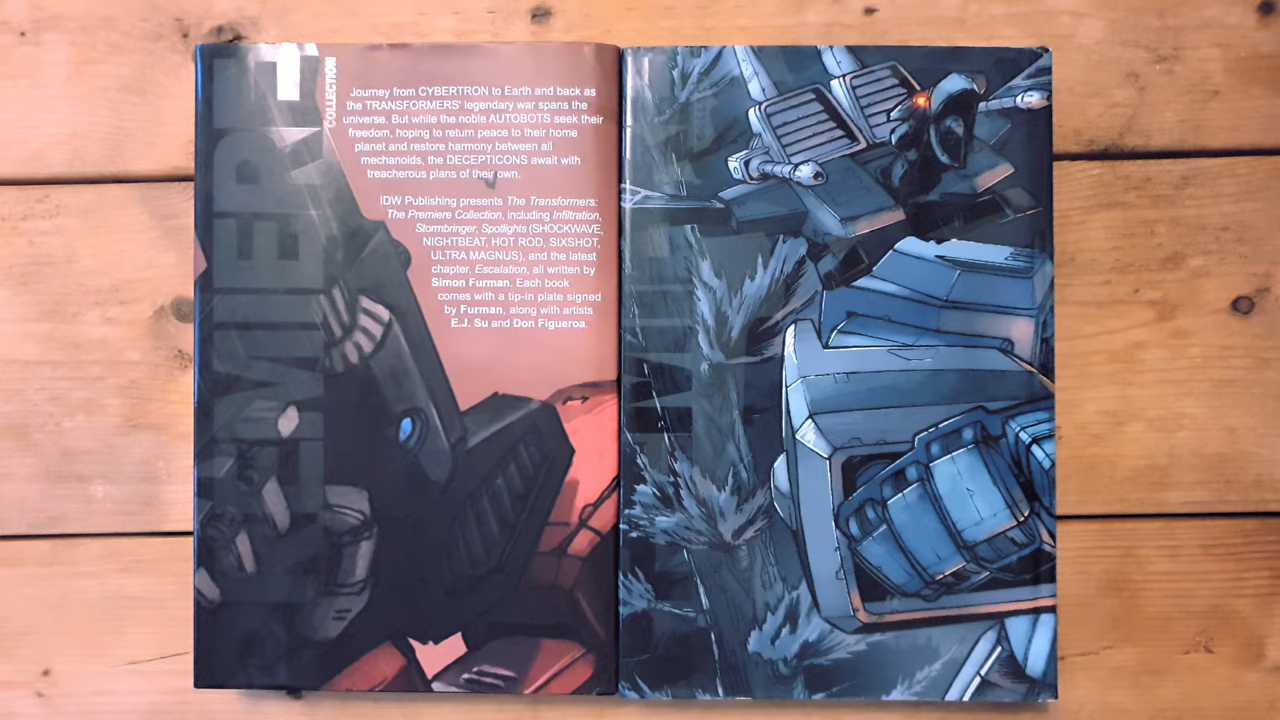 COLLECTION
Journey from CYBERTRON to Earth and back as
the TRANSFORMERS' legendary war spans the
universe. But while the noble AUTOBOTS seek their
freedom, hoping to return peace to their home
planet and restore harmony between all
mechanoids, the DECEPTICONS await with
treacherous plans of their own.
IDW Publishing presents The Transformers:
The Premiere Collection, including Infiltration,
Stormbringer, Spotlights (SHOCKWAVE,
NIGHTBEAT, HOT ROD, SIXSHOT,
ULTRA MAGNUS), and the latest
chapter, Escalation, all written by
Simon Furman. Each book
comes with a tip-in plate signed
by Furman, along with artists
E.J. Su and Don Figueroa.